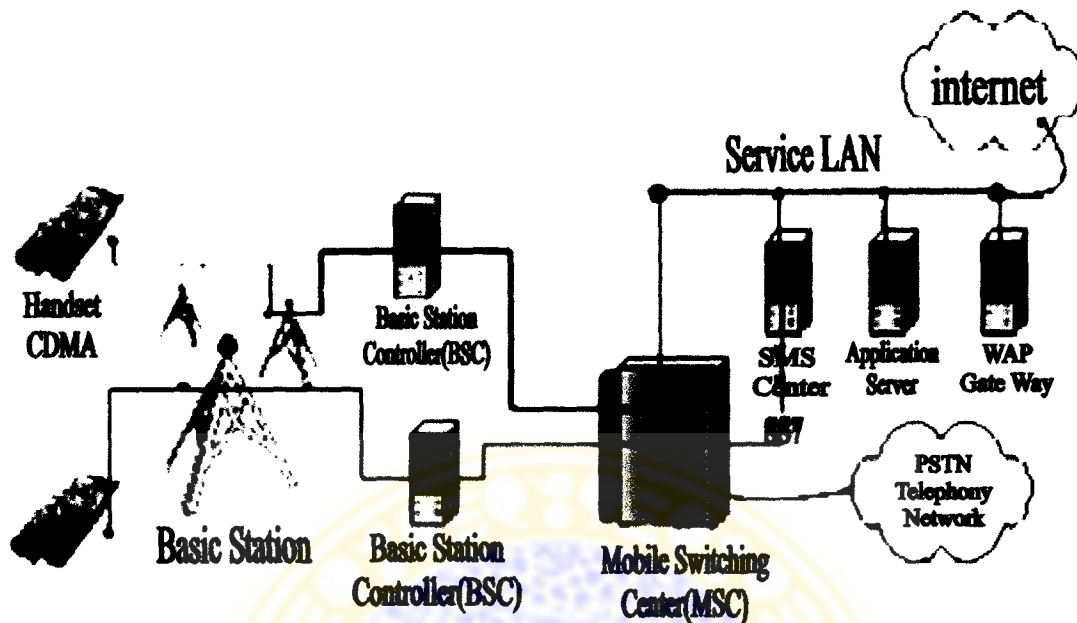 internet
Service LAN
Handset
CDMA
Basic Station
Controller(BSC)
SMS
Center
Application
Server
WAP
Gate Way
SS7
PSTN
Telephony
Network
Basic Station
Basic Station
Controller(BSC)
Mobile Switching
Center(MSC)